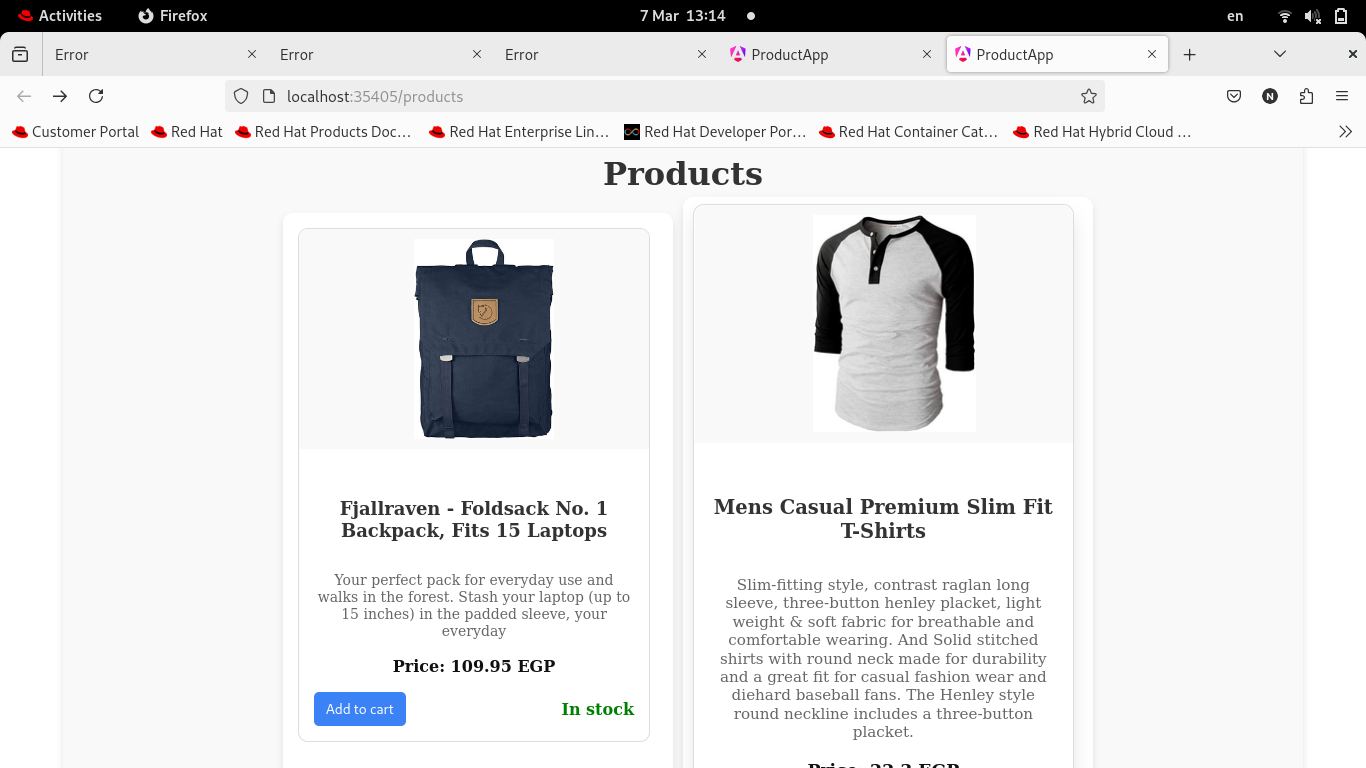 Activities
Firefox
7 Mar 13:14
en
Error
Error
Error
ProductApp
ProductApp
localhost:35405/products
N
Customer Portal
Red Hat
Red Hat Products Doc…
Red Hat Enterprise Lin…
Red Hat Developer Por…
Red Hat Container Cat…
Red Hat Hybrid Cloud …
Products
Fjallraven - Foldsack No. 1
Backpack, Fits 15 Laptops
Your perfect pack for everyday use and
walks in the forest. Stash your laptop (up to
15 inches) in the padded sleeve, your
everyday
Price: 109.95 EGP
Add to cart
In stock
Mens Casual Premium Slim Fit
T-Shirts
Slim-fitting style, contrast raglan long
sleeve, three-button henley placket, light
weight & soft fabric for breathable and
comfortable wearing. And Solid stitched
shirts with round neck made for durability
and a great fit for casual fashion wear and
diehard baseball fans. The Henley style
round neckline includes a three-button
placket.
Price: 22.3 EGP